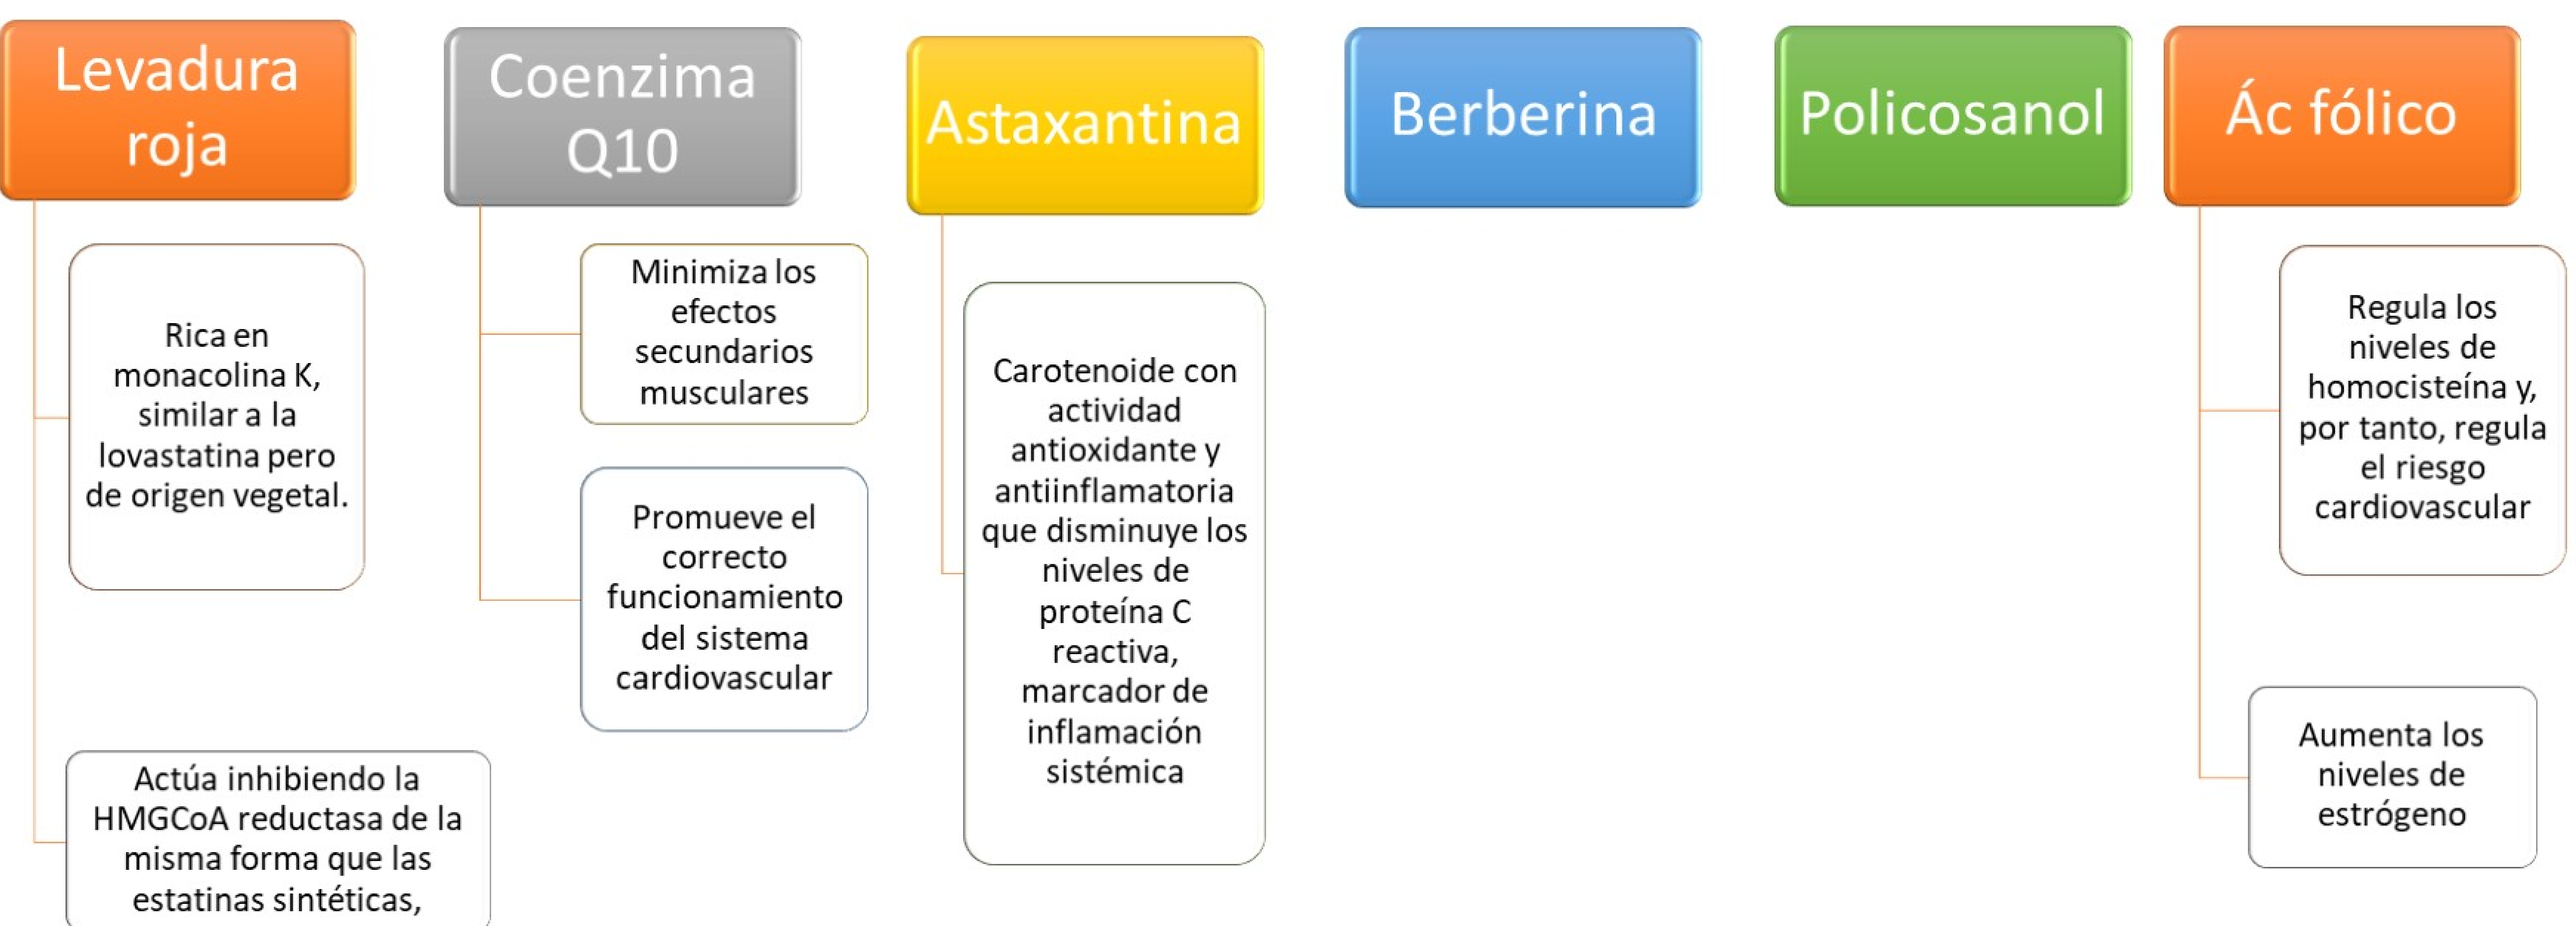 Levadura
roja
Rica en
monacolina K,
similar a la
lovastatina pero
de origen vegetal.
Actúa inhibiendo la
HMGCoA reductasa de la
misma forma que las
estatinas sintéticas,
Coenzima
Q10
Minimiza los
efectos
secundarios
musculares
Promueve el
correcto
funcionamiento
del sistema
cardiovascular
Astaxantina
Carotenoide con
actividad
antioxidante y
antiinflamatoria
que disminuye los
niveles de
proteína C
reactiva,
marcador de
inflamación
sistémica
Berberina
Policosanol
Ác fólico
Regula los
niveles de
homocisteína y,
por tanto, regula
el riesgo
cardiovascular
Aumenta los
niveles de
estrógeno